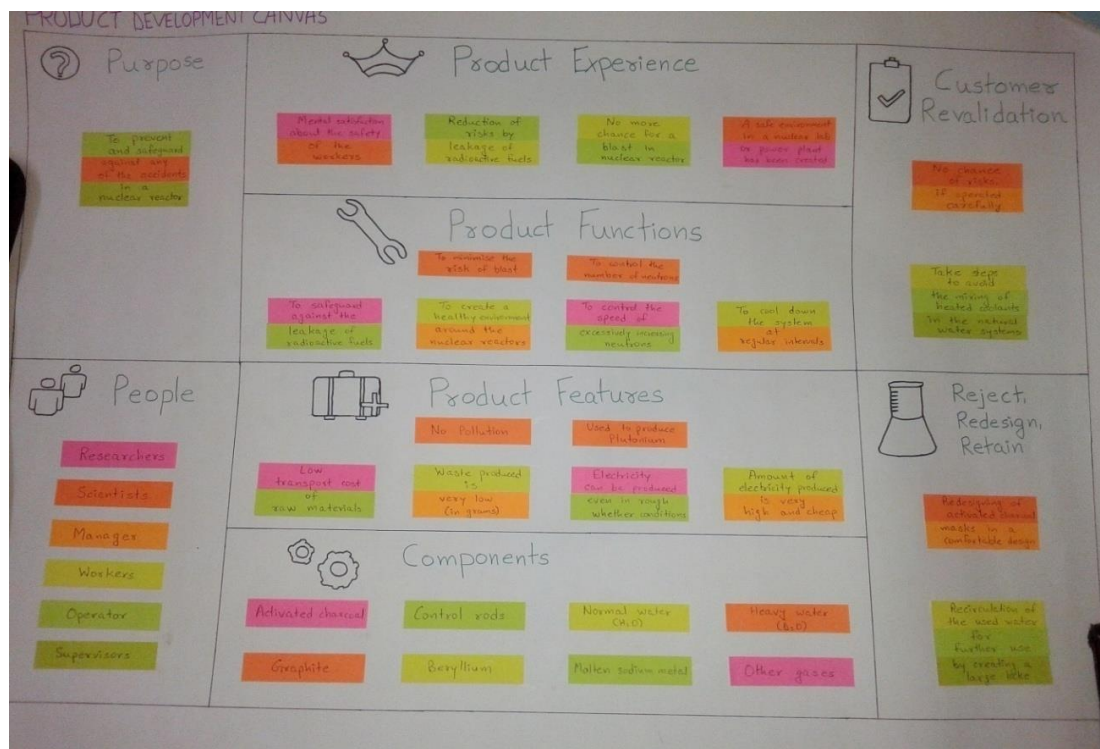 PRODUCT DEVELOPMENT CANVAS
Purpose
To prevent
and safeguard
against any
of the accidents
in a
nuclear reactor
Product Experience
Mental satisfaction
about the safety
of the workers
Reduction of
risks by
leakage of
radioactive fuels
No more
chance for a
blast in
nuclear reactor
A safe environment
in a nuclear lab
or power plant
has been created
Customer
Revalidation
No chance
of risks,
If operated
carefully
Take steps
to avoid
the mixing of
heated coolants
in the natural
water systems
Product Functions
To minimise the
risk of blast
To control the
number of neutrons
To safeguard
against the
leakage of
radioactive fuels
To create a
healthy environment
around the
nuclear reactors
To control the
speed of
excessively increasing
neutrons
To cool down
the system
at
regular intervals
People
Researchers
Scientists
Manager
Workers
Operator
Supervisors
Product Features
No Pollution
Used to produce
Plutonium
Low
transport cost
of
raw materials
Waste produced
is
very low
(in grams)
Electricity
can be produced
even in rough
whether conditions
Amount of
electricity produced
is very
high and cheap
Components
Activated charcoal
Control rods
Normal water
(H₂O)
Heavy water
(D₂O)
Graphite
Beryllium
Molten sodium metal
Other gases
Reject,
Redesign,
Retain
Redesigning of
activated charcoal
masks in a
comfortable design
Recirculation of
the used water
for
further use
by creating a
large lake